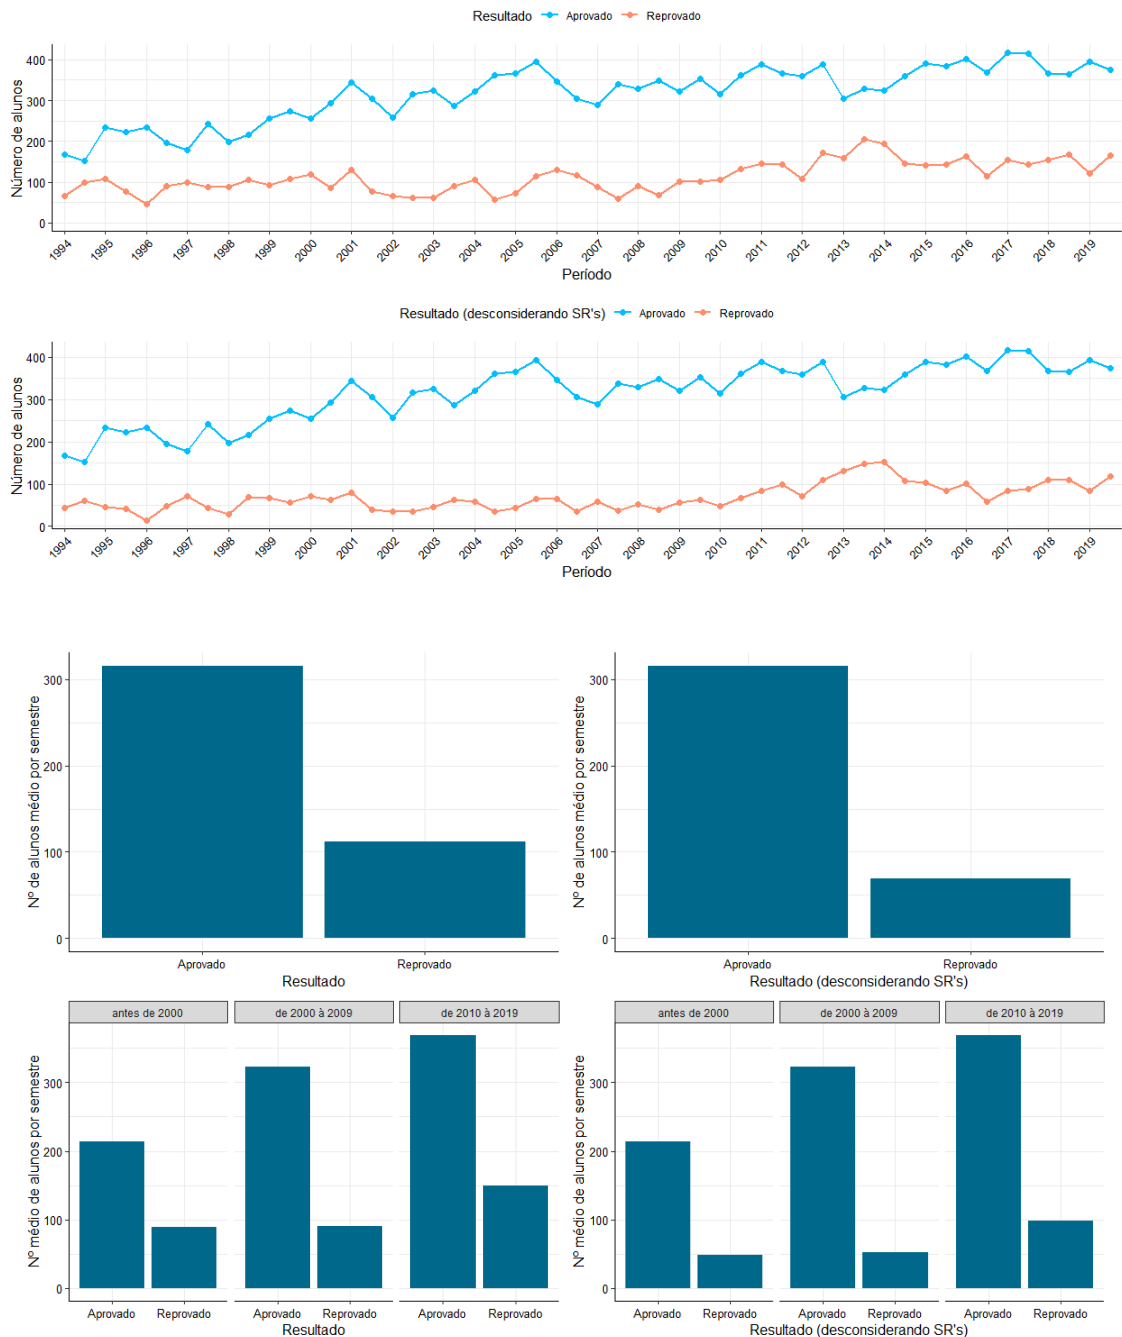 Resultado Aprovado Reprovado
Número de alunos
400
300
200
100
0
1994 1995 1996 1997 1998 1999 2000 2001 2002 2003 2004 2005 2006 2007 2008 2009 2010 2011 2012 2013 2014 2015 2016 2017 2018 2019
Período
Resultado (desconsiderando SR's) Aprovado Reprovado
Número de alunos
400
300
200
100
0
1994 1995 1996 1997 1998 1999 2000 2001 2002 2003 2004 2005 2006 2007 2008 2009 2010 2011 2012 2013 2014 2015 2016 2017 2018 2019
Período
Nº de alunos médio por semestre
300
200
100
0
Aprovado Reprovado
Resultado
Nº de alunos médio por semestre
300
200
100
0
Aprovado Reprovado
Resultado (desconsiderando SR's)
antes de 2000 de 2000 à 2009 de 2010 à 2019
Nº médio de alunos por semestre
300
200
100
0
Aprovado Reprovado Aprovado Reprovado Aprovado Reprovado
Resultado
antes de 2000 de 2000 à 2009 de 2010 à 2019
Nº médio de alunos por semestre
300
200
100
0
Aprovado Reprovado Aprovado Reprovado Aprovado Reprovado
Resultado (desconsiderando SR's)